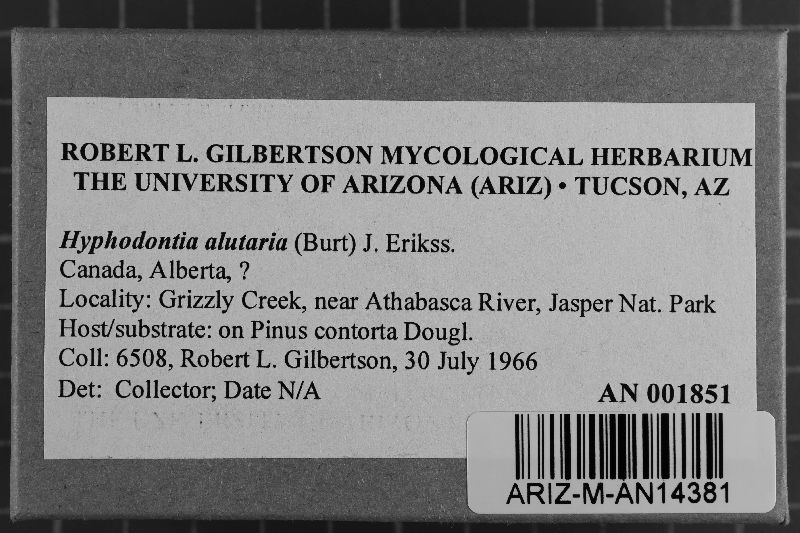 ROBERT L. GILBERTSON MYCOLOGICAL HERBARIUM
THE UNIVERSITY OF ARIZONA (ARIZ) • TUCSON, AZ
Hyphodontia alutaria (Burt) J. Erikss.
Canada, Alberta, ?
Locality: Grizzly Creek, near Athabasca River, Jasper Nat. Park
Host/substrate: on Pinus contorta Dougl.
Coll: 6508, Robert L. Gilbertson, 30 July 1966
Det: Collector; Date N/A
AN 001851
ARIZ-M-AN14381